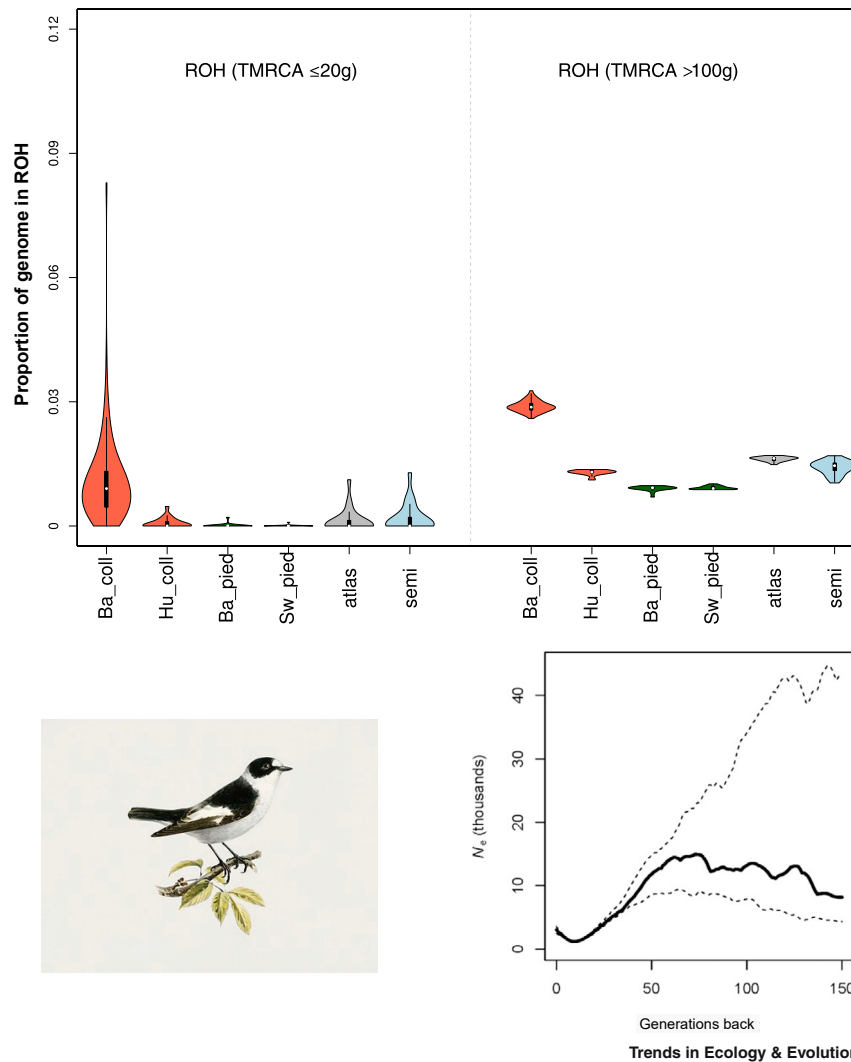 ROH (TMRCA ≤20g)
ROH (TMRCA >100g)
Proportion of genome in ROH
0.12
0.09
0.06
0.03
0
Ba_coll
Hu_coll
Ba_pied
Sw_pied
atlas
semi
Ba_coll
Hu_coll
Ba_pied
Sw_pied
atlas
semi
Ne (thousands)
40
30
20
10
0
0 50 100 150
Generations back
Trends in Ecology & Evolution